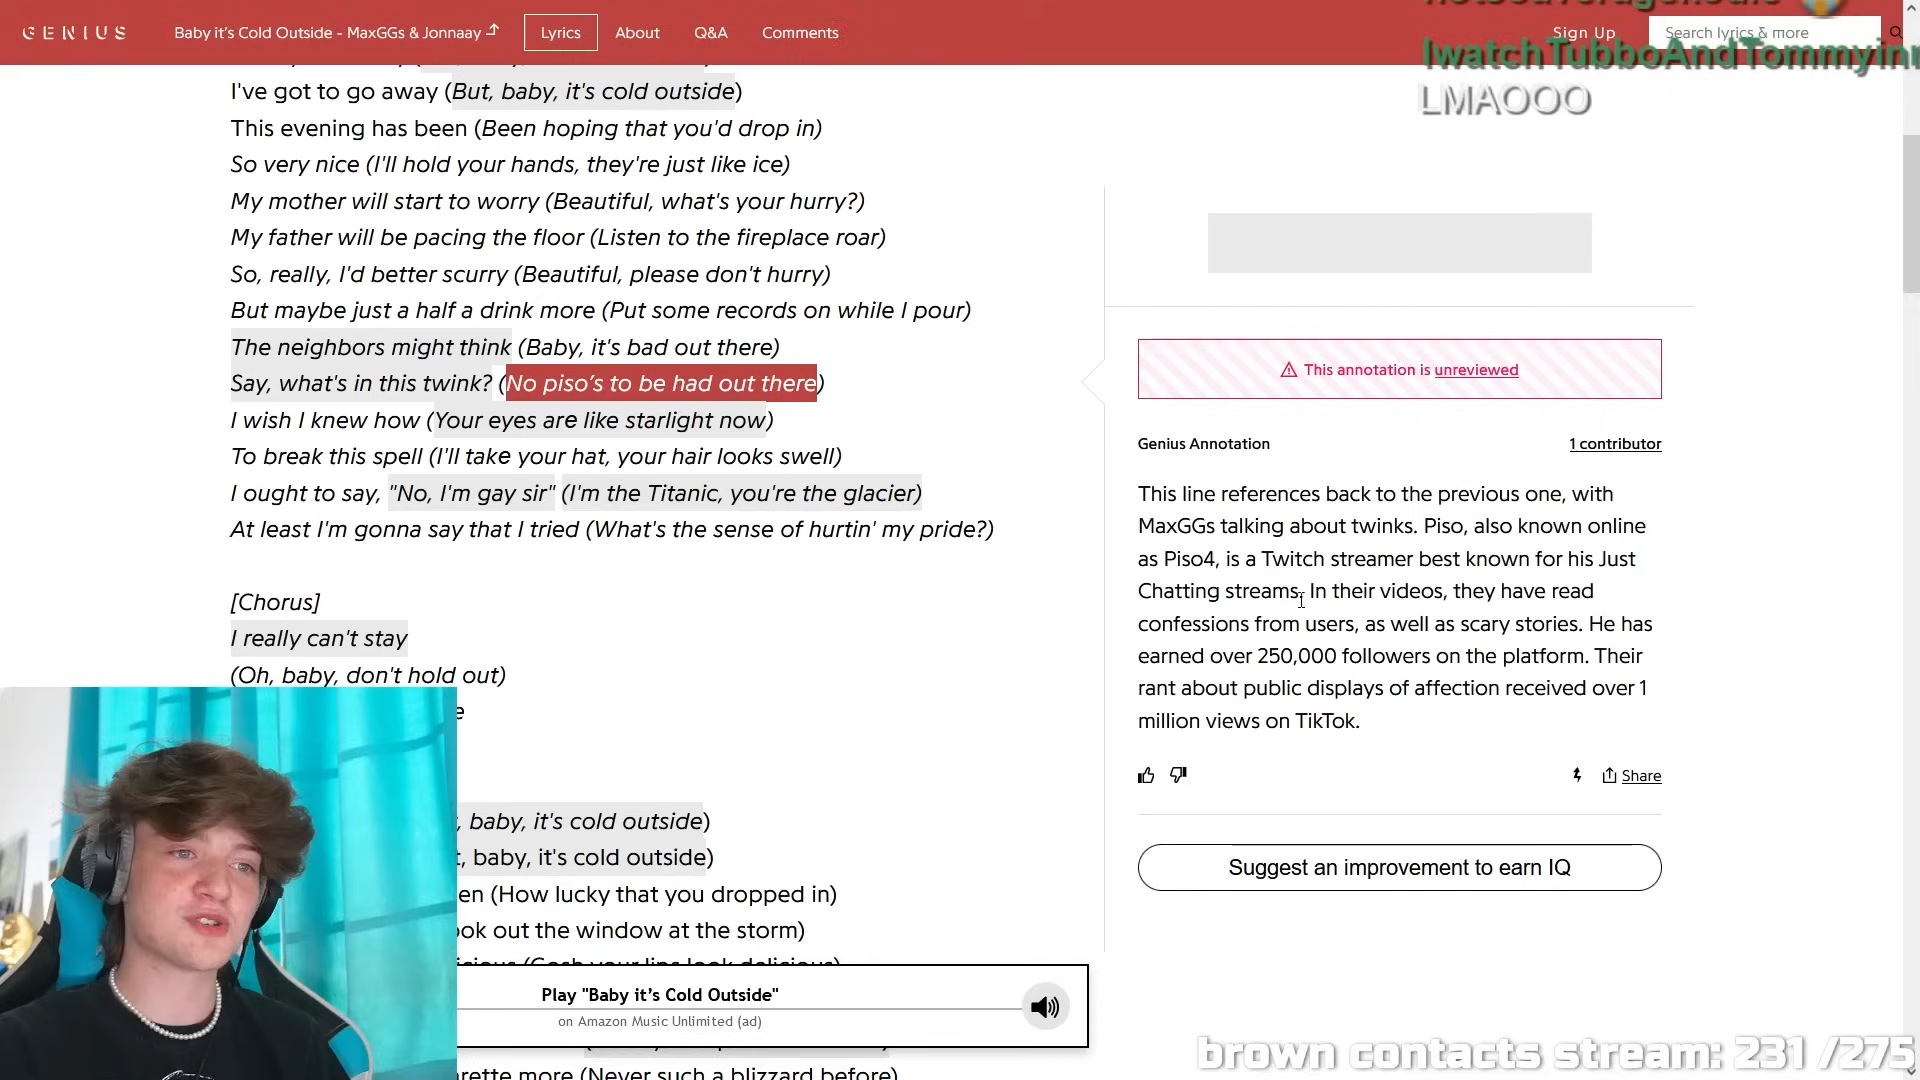 GENIUS
Baby it's Cold Outside - MaxGGs & Jonnaay
Lyrics
About
Q&A
Comments
Sign Up
Search lyrics & more
IwatchTubboAndTommyinn
LMAOOO
I've got to go away (But, baby, it's cold outside)
This evening has been (Been hoping that you'd drop in)
So very nice (I'll hold your hands, they're just like ice)
My mother will start to worry (Beautiful, what's your hurry?)
My father will be pacing the floor (Listen to the fireplace roar)
So, really, I'd better scurry (Beautiful, please don't hurry)
But maybe just a half a drink more (Put some records on while I pour)
The neighbors might think (Baby, it's bad out there)
Say, what's in this twink? (No piso’s to be had out there)
I wish I knew how (Your eyes are like starlight now)
To break this spell (I'll take your hat, your hair looks swell)
I ought to say, "No, I'm gay sir" (I'm the Titanic, you're the glacier)
At least I'm gonna say that I tried (What's the sense of hurtin' my pride?)
[Chorus]
I really can't stay
(Oh, baby, don't hold out)
e
, baby, it's cold outside)
t, baby, it's cold outside)
en (How lucky that you dropped in)
ook out the window at the storm)
icious (Gosh your lips look delicious)
Play "Baby it’s Cold Outside"
on Amazon Music Unlimited (ad)
arette more (Never such a blizzard before)
This annotation is unreviewed
Genius Annotation
1 contributor
This line references back to the previous one, with
MaxGGs talking about twinks. Piso, also known online
as Piso4, is a Twitch streamer best known for his Just
Chatting streams. In their videos, they have read
confessions from users, as well as scary stories. He has
earned over 250,000 followers on the platform. Their
rant about public displays of affection received over 1
million views on TikTok.
Share
Suggest an improvement to earn IQ
brown contacts stream: 231 /275